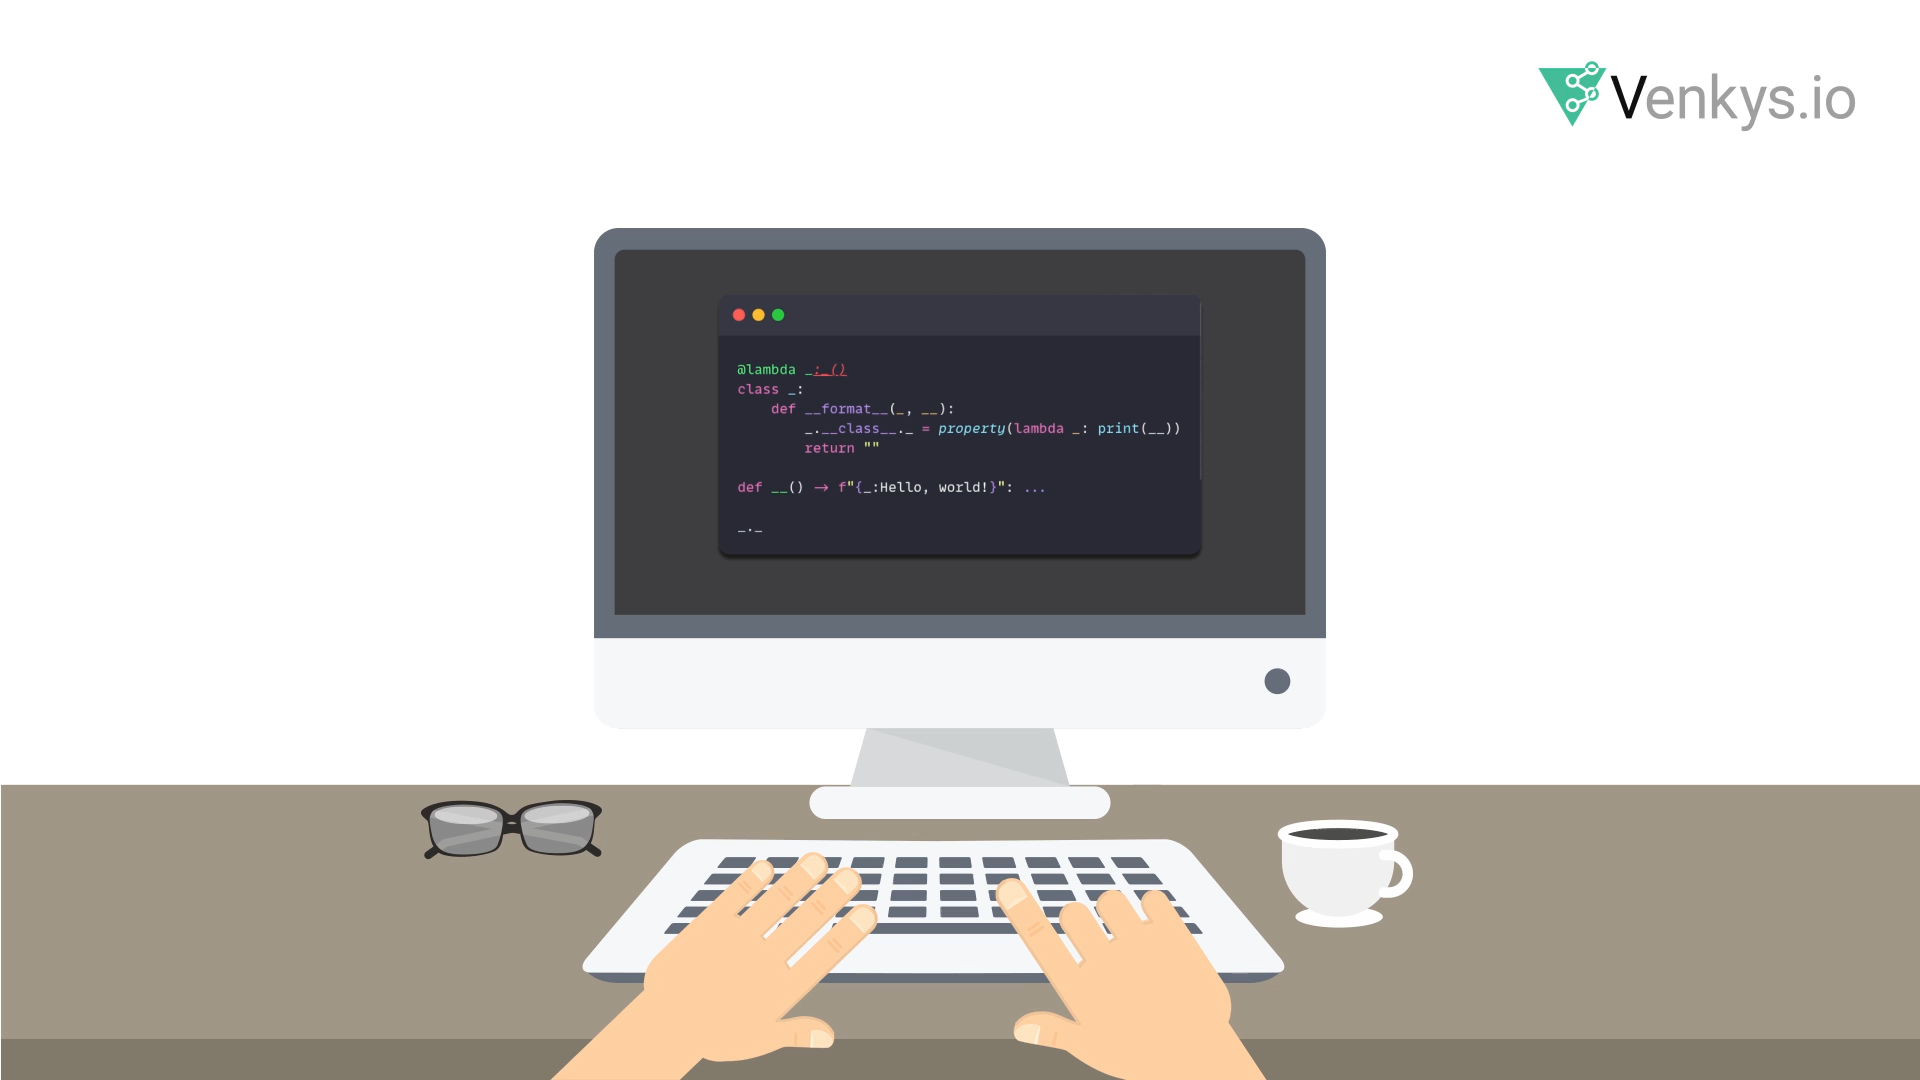 Venkys.io
@lambda _:_()
class _:
    def __format__(_, __):
        _.__class__._ = property(lambda _: print(__))
        return ""
def __() → f"{_:Hello, world!}": ...
_._